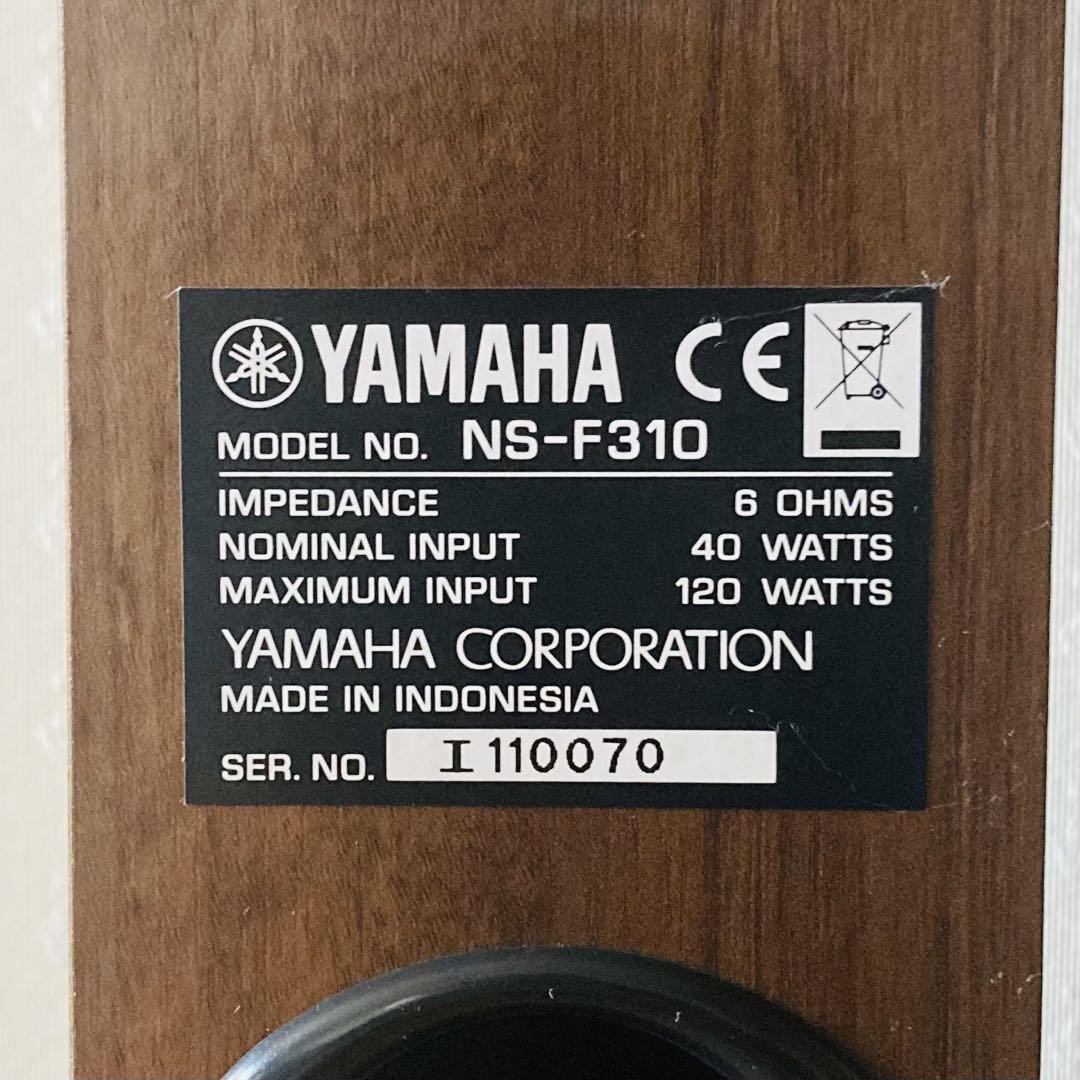 YAMAHA CE
MODEL NO. NS-F310
IMPEDANCE 6 OHMS
NOMINAL INPUT 40 WATTS
MAXIMUM INPUT 120 WATTS
YAMAHA CORPORATION
MADE IN INDONESIA
SER. NO. I110070